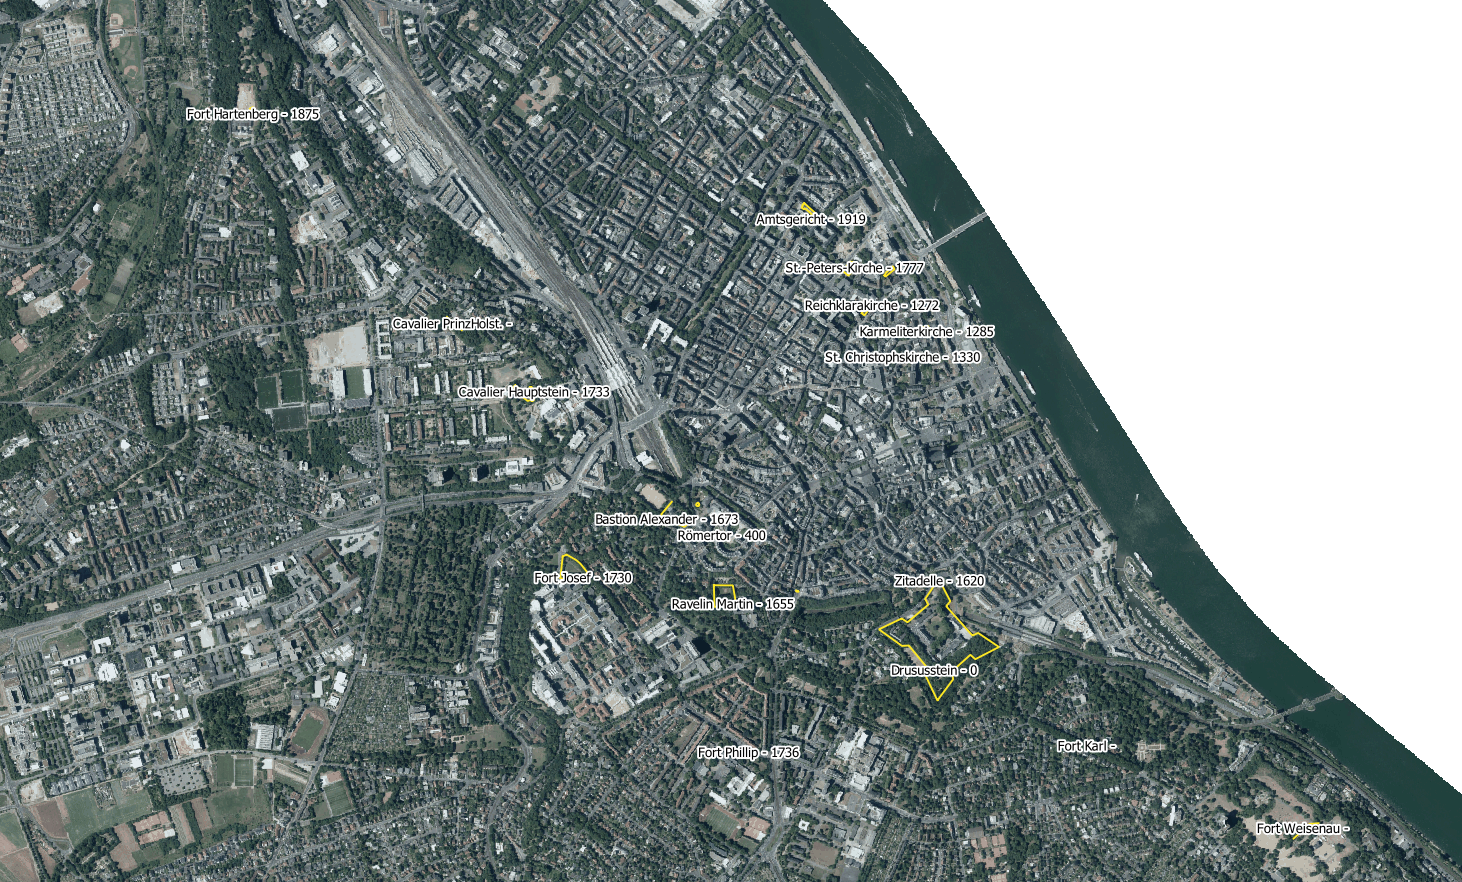 Fort Hartenberg - 1875
Amtsgericht - 1919
St.-Peters-Kirche - 1777
Reichklarakirche - 1272
Cavalier PrinzHolst. -
Karmeliterkirche - 1285
St. Christophskirche - 1330
Cavalier Hauptstein - 1733
Bastion Alexander - 1673
Römertor - 400
Fort Josef - 1730
Zitadelle - 1620
Ravelin Martin - 1655
Drususstein - 0
Fort Karl -
Fort Phillip - 1736
Fort Weisenau -